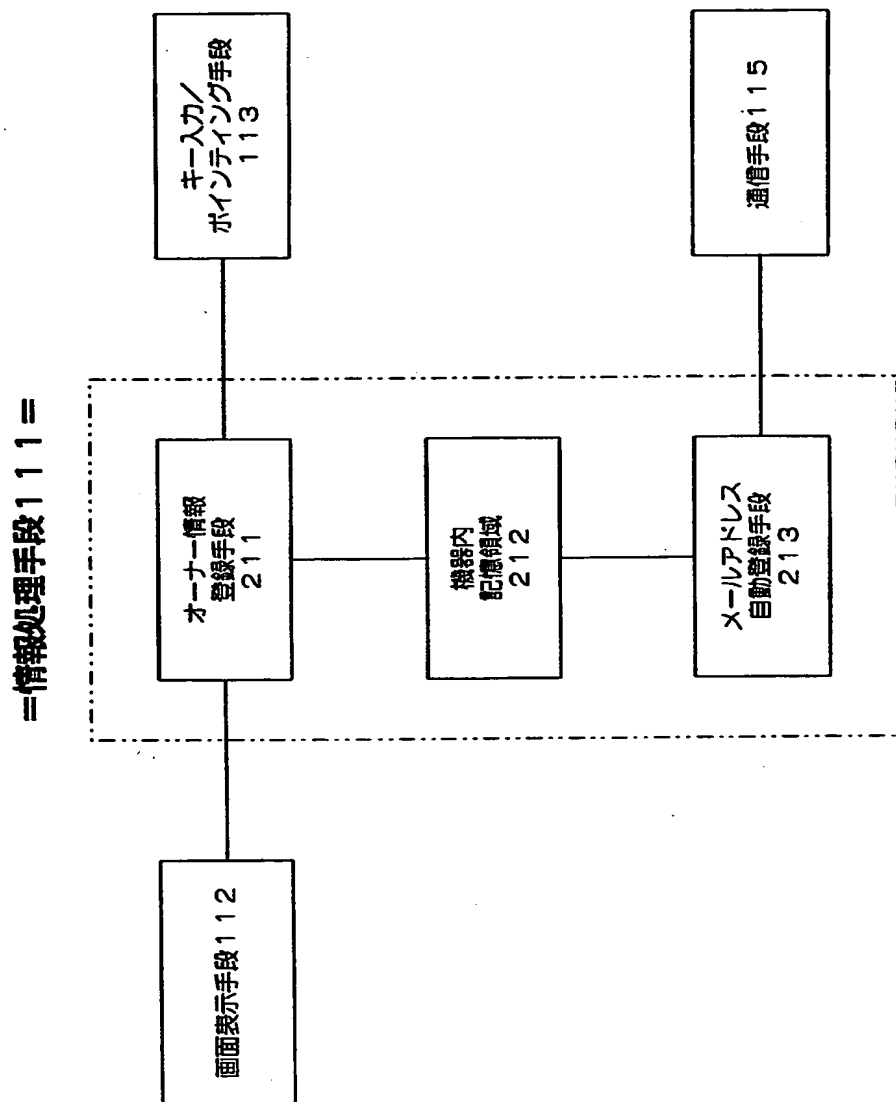 =情報処理手段111=
画面表示手段112
オーナー情報
登録手段
211
キー入力/
ポインティング手段
113
機器内
記憶領域
212
メールアドレス
自動登録手段
213
通信手段115